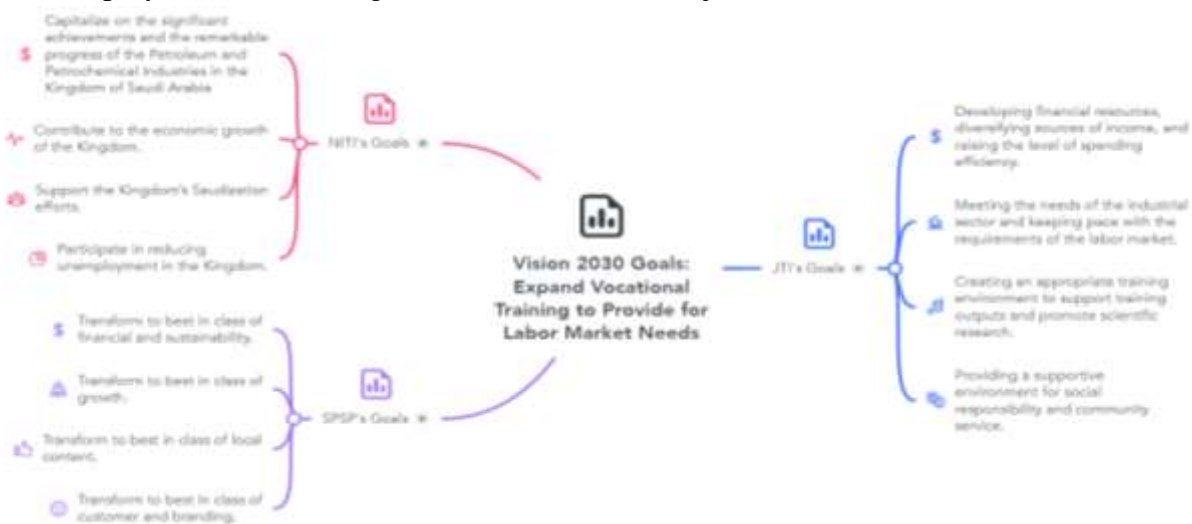 Capitalize on the significant
achievements and the remarkable
progress of the Petroleum and
Petrochemical Industries in the
Kingdom of Saudi Arabia
Contribute to the economic growth
of the Kingdom.
Support the Kingdom's Saudization
efforts.
Participate in reducing
unemployment in the Kingdom.
NITI's Goals
Transform to best in class of
financial and sustainability.
Transform to best in class of
growth.
Transform to best in class of local
content.
Transform to best in class of
customer and branding.
SPSP's Goals
Vision 2030 Goals:
Expand Vocational
Training to Provide for
Labor Market Needs
JTI's Goals
Developing financial resources,
diversifying sources of income, and
raising the level of spending
efficiency.
Meeting the needs of the industrial
sector and keeping pace with the
requirements of the labor market.
Creating an appropriate training
environment to support training
outputs and promote scientific
research.
Providing a supportive
environment for social
responsibility and community
service.